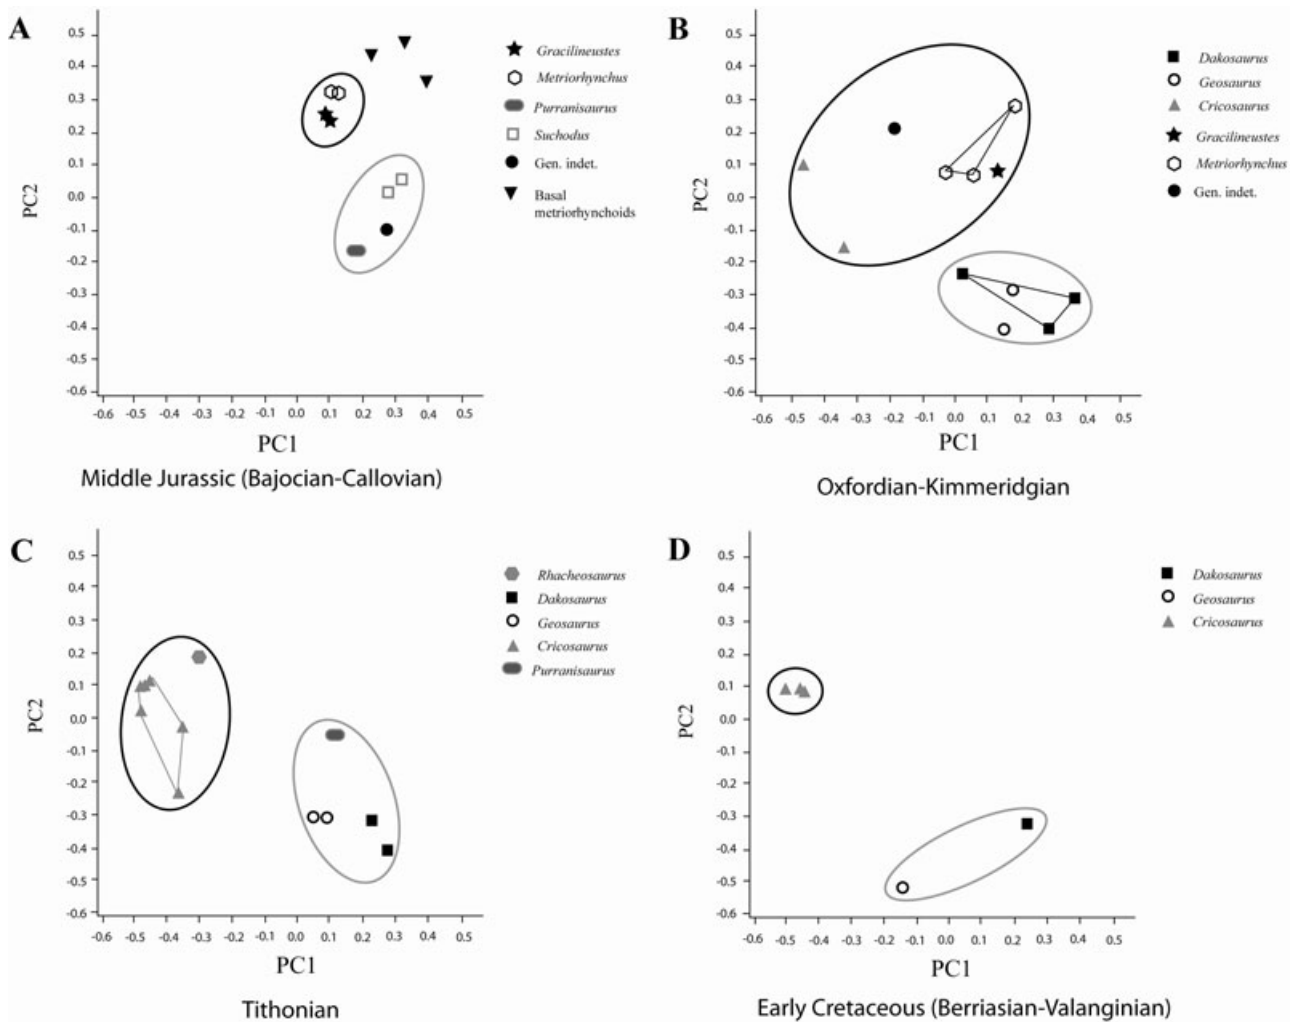 A
PC2
0.5
0.4
0.3
0.2
0.1
0.0
-0.1
-0.2
-0.3
-0.4
-0.5
-0.6
-0.6 -0.5 -0.4 -0.3 -0.2 -0.1 0.0 0.1 0.2 0.3 0.4 0.5
PC1
Middle Jurassic (Bajocian-Callovian)
Gracilineustes
Metriorhynchus
Purranisaurus
Suchodus
Gen. indet.
Basal
metriorhynchoids
B
PC2
0.5
0.4
0.3
0.2
0.1
0.0
-0.1
-0.2
-0.3
-0.4
-0.5
-0.6
-0.6 -0.5 -0.4 -0.3 -0.2 -0.1 0.0 0.1 0.2 0.3 0.4 0.5
PC1
Oxfordian-Kimmeridgian
Dakosaurus
Geosaurus
Cricosaurus
Gracilineustes
Metriorhynchus
Gen. indet.
C
PC2
0.5
0.4
0.3
0.2
0.1
0.0
-0.1
-0.2
-0.3
-0.4
-0.5
-0.6
-0.6 -0.5 -0.4 -0.3 -0.2 -0.1 0.0 0.1 0.2 0.3 0.4 0.5
PC1
Tithonian
Rhacheosaurus
Dakosaurus
Geosaurus
Cricosaurus
Purranisaurus
D
PC2
0.5
0.4
0.3
0.2
0.1
0.0
-0.1
-0.2
-0.3
-0.4
-0.5
-0.6
-0.6 -0.5 -0.4 -0.3 -0.2 -0.1 0.0 0.1 0.2 0.3 0.4 0.5
PC1
Early Cretaceous (Berriasian-Valanginian)
Dakosaurus
Geosaurus
Cricosaurus